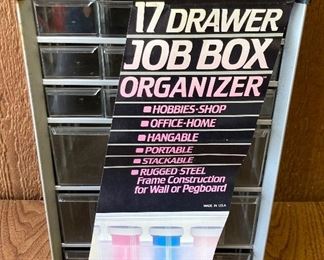 17 DRAWER
JOB BOX
ORGANIZER
HOBBIES·SHOP
OFFICE·HOME
HANGABLE
PORTABLE
STACKABLE
RUGGED STEEL
Frame Construction
for Wall or Pegboard
MADE IN U.S.A.